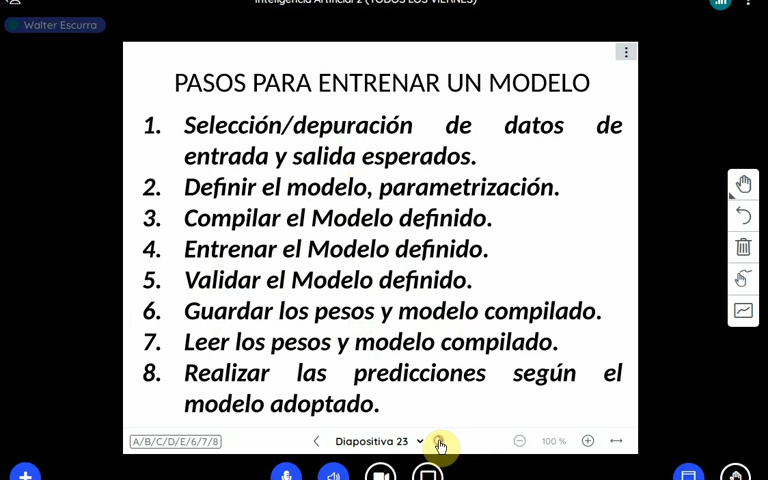 Inteligencia Artificial 2 (TODOS LOS VIERNES)
Walter Escurra
PASOS PARA ENTRENAR UN MODELO
1. Selección/depuración de datos de
entrada y salida esperados.
2. Definir el modelo, parametrización.
3. Compilar el Modelo definido.
4. Entrenar el Modelo definido.
5. Validar el Modelo definido.
6. Guardar los pesos y modelo compilado.
7. Leer los pesos y modelo compilado.
8. Realizar las predicciones según el
modelo adoptado.
A/B/C/D/E/6/7/8
Diapositiva 23
100 %